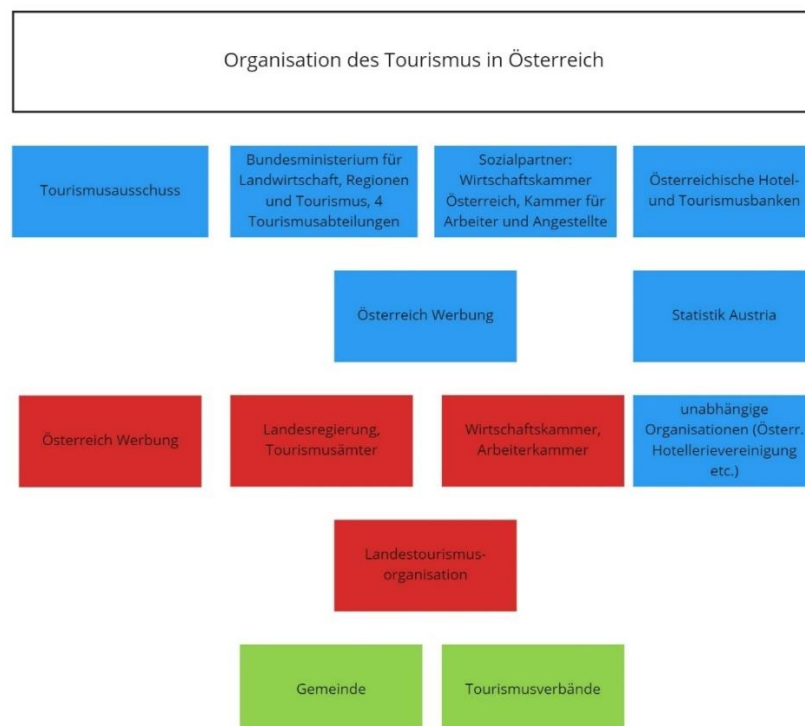 Organisation des Tourismus in Österreich
Tourismusausschuss
Bundesministerium für
Landwirtschaft, Regionen
und Tourismus, 4
Tourismusabteilungen
Sozialpartner:
Wirtschaftskammer
Österreich, Kammer für
Arbeiter und Angestellte
Österreichische Hotel-
und Tourismusbanken
Österreich Werbung
Statistik Austria
Österreich Werbung
Landesregierung,
Tourismusämter
Wirtschaftskammer,
Arbeiterkammer
unabhängige
Organisationen (Österr.
Hotellerievereinigung
etc.)
Landestourismus-
organisation
Gemeinde
Tourismusverbände